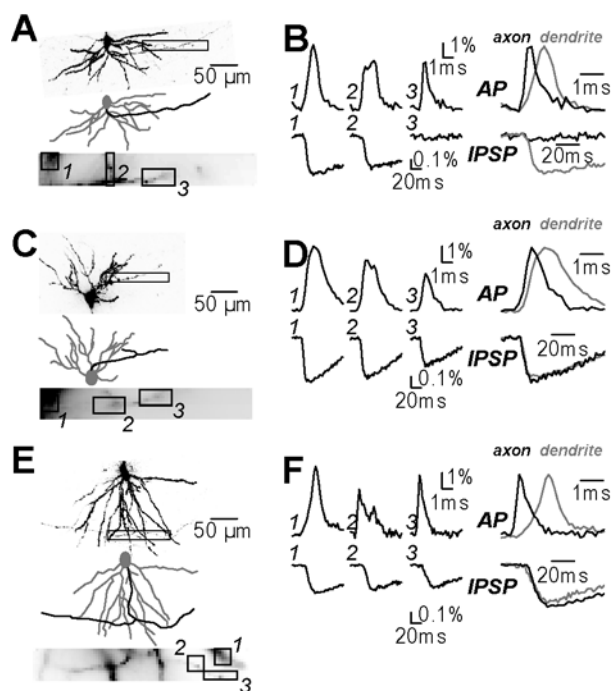 A
50 µm
1
2
3
B
1%
1ms
axon dendrite
1 2 3
AP
1ms
1 2 3
0.1%
20ms
IPSP
20ms
C
50 µm
1
2
3
D
1%
1ms
axon dendrite
1 2 3
AP
1ms
1 2 3
0.1%
20ms
IPSP
20ms
E
50 µm
2
1
3
F
1%
1ms
axon dendrite
1 2 3
AP
1ms
1 2 3
0.1%
20ms
IPSP
20ms